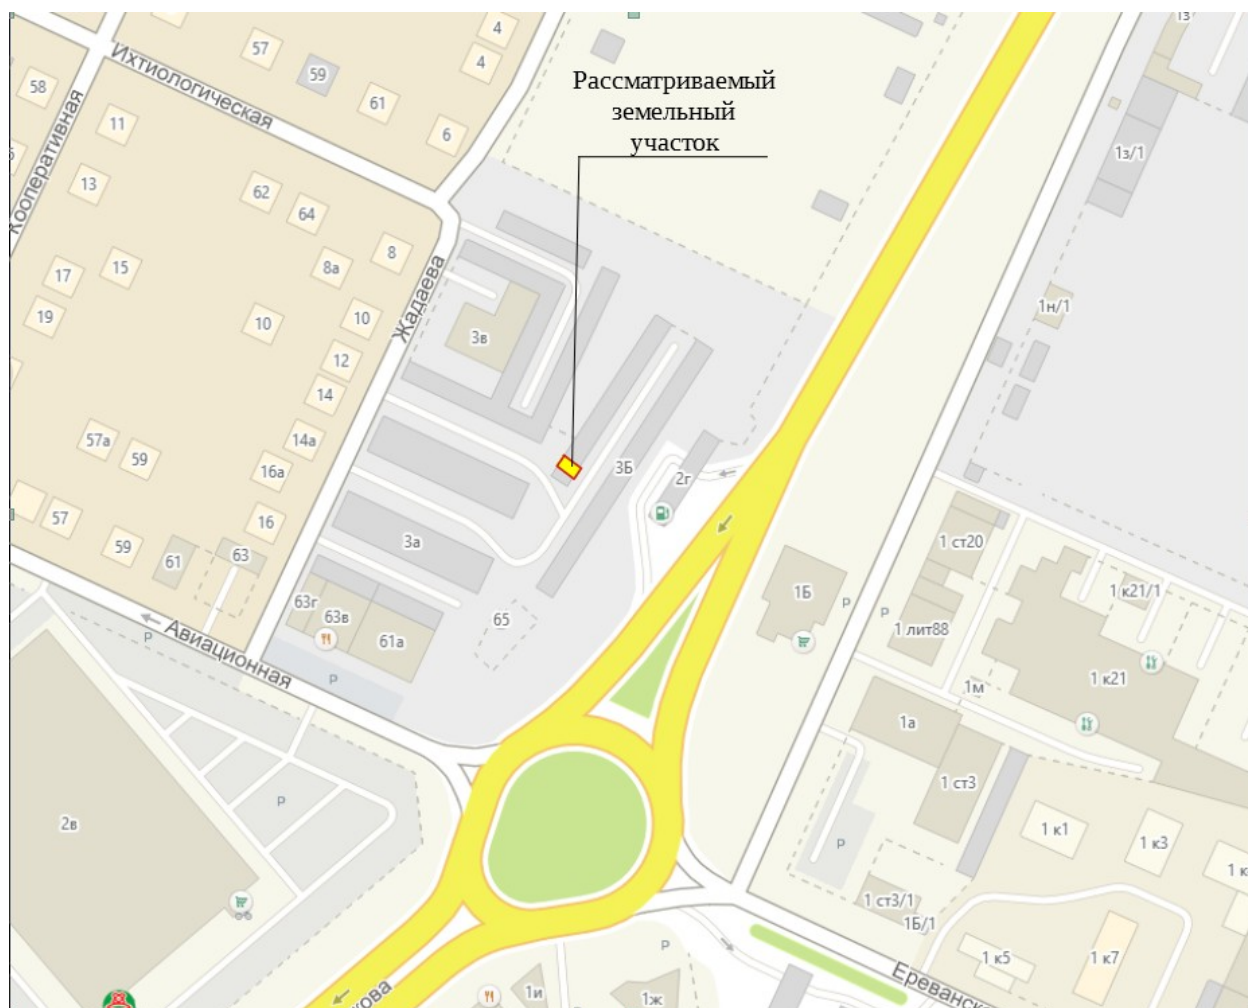 4
1з
57
4
59
58
Рассматриваемый
земельный
участок
61
Ихтиологическая
6
11
1з/1
Кооперативная
13
62
64
8
15
17
8а
1н/1
19
10
10
Жадаева
3в
12
14
57а
14а
59
16а
3Б
2г
57
16
59
61
63
3а
1 ст20
1 к21/1
63г
63в
61а
65
1Б
Р
Р
1 лит88
Р
Авиационная
Р
1м
1 к21
1а
1 ст3
Р
2в
Р
1 к1
1 к3
1 к
1 ст3/1
1Б/1
Р
1 к5
1 к7
Ереванск
1и
1ж
кова